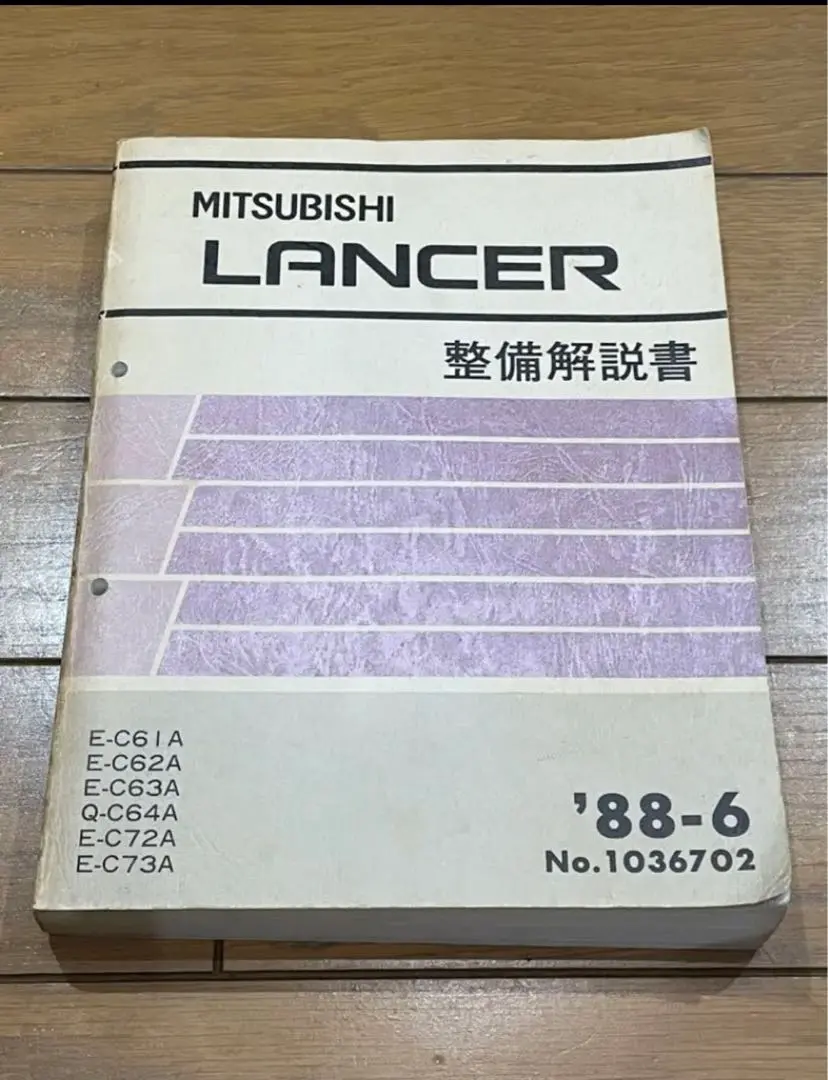 MITSUBISHI
LANCER
整備解説書
E-C61A
E-C62A
E-C63A
Q-C64A
E-C72A
E-C73A
'88-6
No.1036702